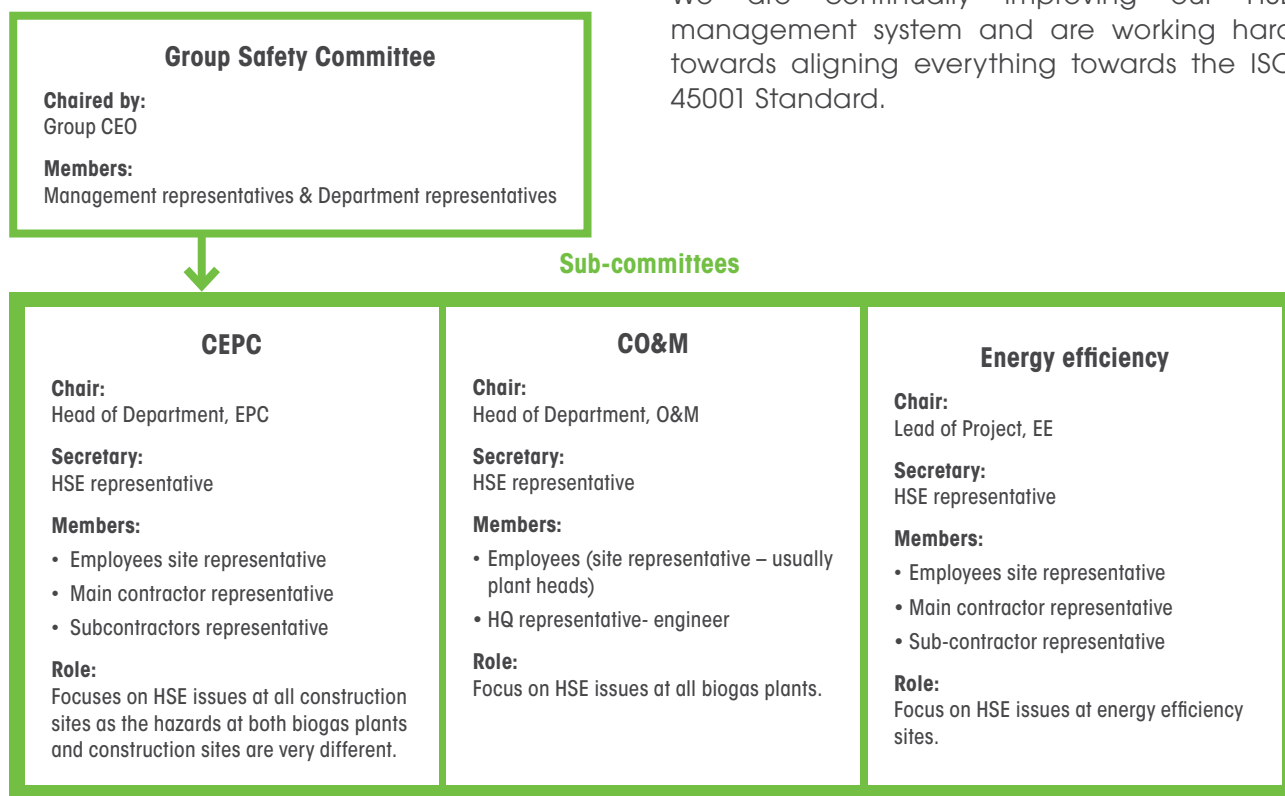 We are continually improving our HSE
management system and are working hard
towards aligning everything towards the ISO
45001 Standard.
Group Safety Committee
Chaired by:
Group CEO
Members:
Management representatives & Department representatives
Sub-committees
CEPC
Chair:
Head of Department, EPC
Secretary:
HSE representative
Members:
• Employees site representative
• Main contractor representative
• Subcontractors representative
Role:
Focuses on HSE issues at all construction
sites as the hazards at both biogas plants
and construction sites are very different.
CO&M
Chair:
Head of Department, O&M
Secretary:
HSE representative
Members:
• Employees (site representative – usually
plant heads)
• HQ representative- engineer
Role:
Focus on HSE issues at all biogas plants.
Energy efficiency
Chair:
Lead of Project, EE
Secretary:
HSE representative
Members:
• Employees site representative
• Main contractor representative
• Sub-contractor representative
Role:
Focus on HSE issues at energy efficiency
sites.